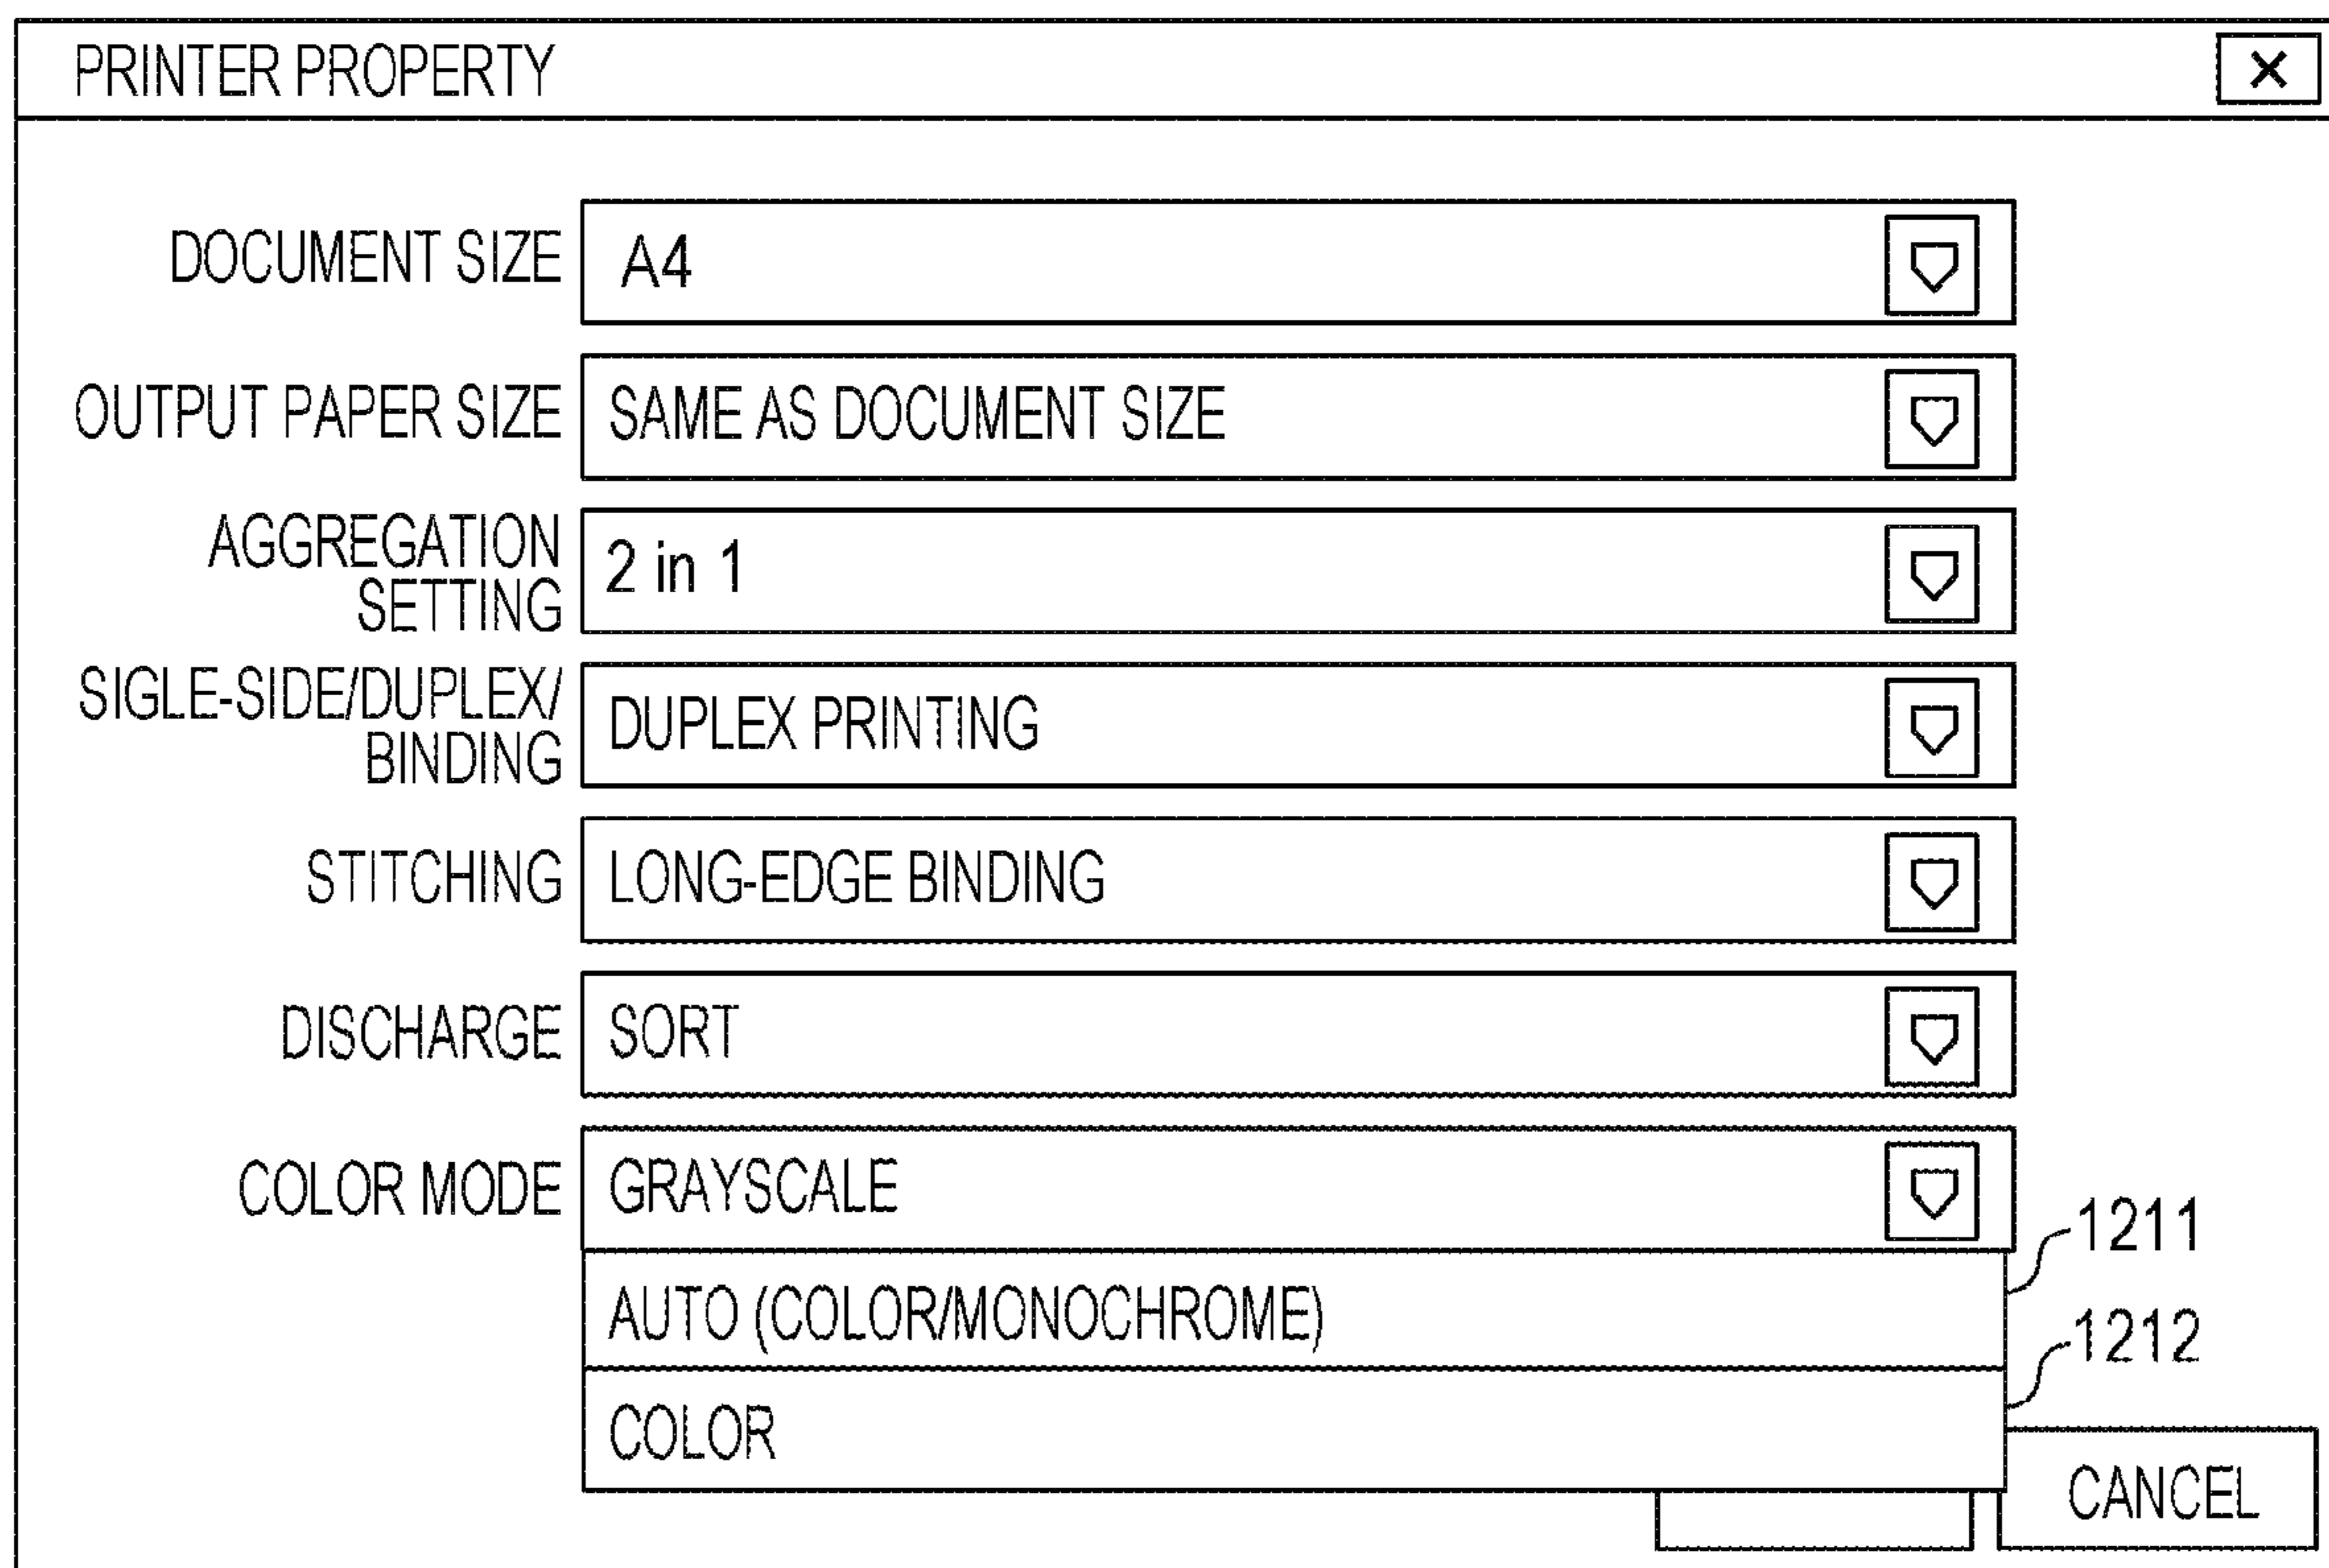 PRINTER PROPERTY ×
DOCUMENT SIZE A4
OUTPUT PAPER SIZE SAME AS DOCUMENT SIZE
AGGREGATION
SETTING 2 in 1
SIGLE-SIDE/DUPLEX/
BINDING DUPLEX PRINTING
STITCHING LONG-EDGE BINDING
DISCHARGE SORT
COLOR MODE GRAYSCALE
1211
AUTO (COLOR/MONOCHROME)
1212
COLOR
CANCEL